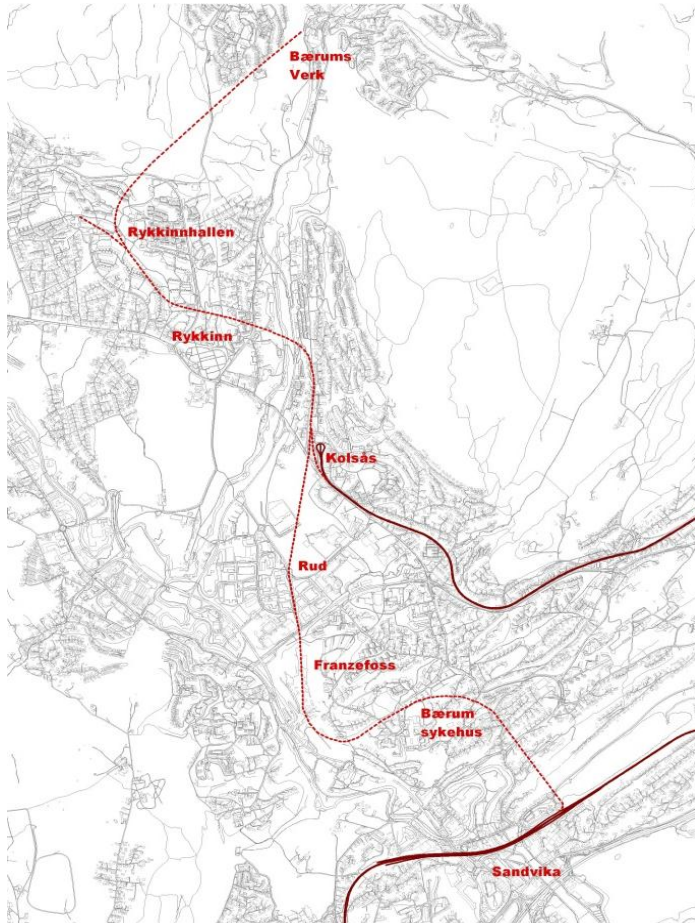 Bærums
Verk
Rykkinnhallen
Rykkinn
Kolsås
Rud
Franzefoss
Bærum
sykehus
Sandvika